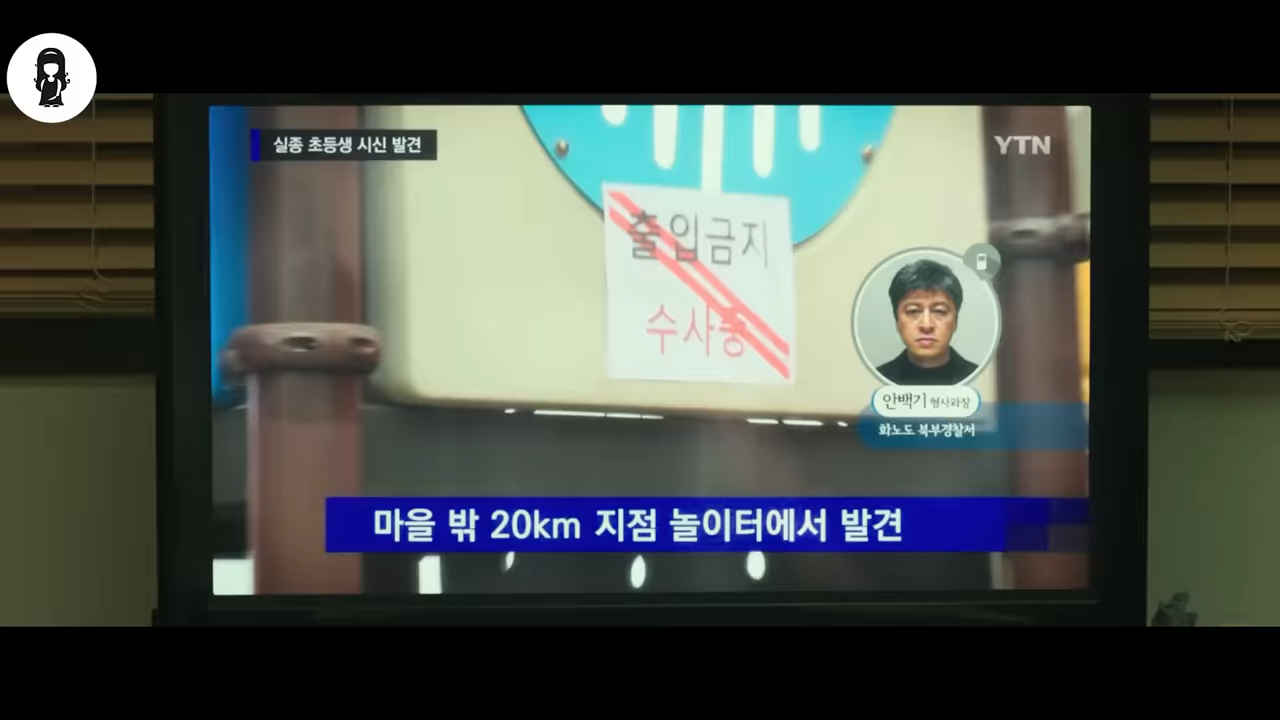 실종 초등생 시신 발견
YTN
출입금지
수사중
안백기 형사과장
화노도 북부경찰서
마을 밖 20km 지점 놀이터에서 발견